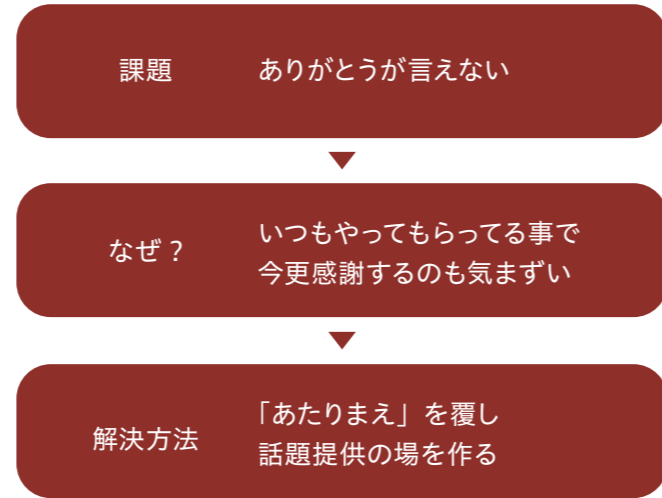 課題
ありがとうが言えない
なぜ？
いつもやってもらってる事で
今更感謝するのも気まずい
解決方法
「あたりまえ」を覆し
話題提供の場を作る